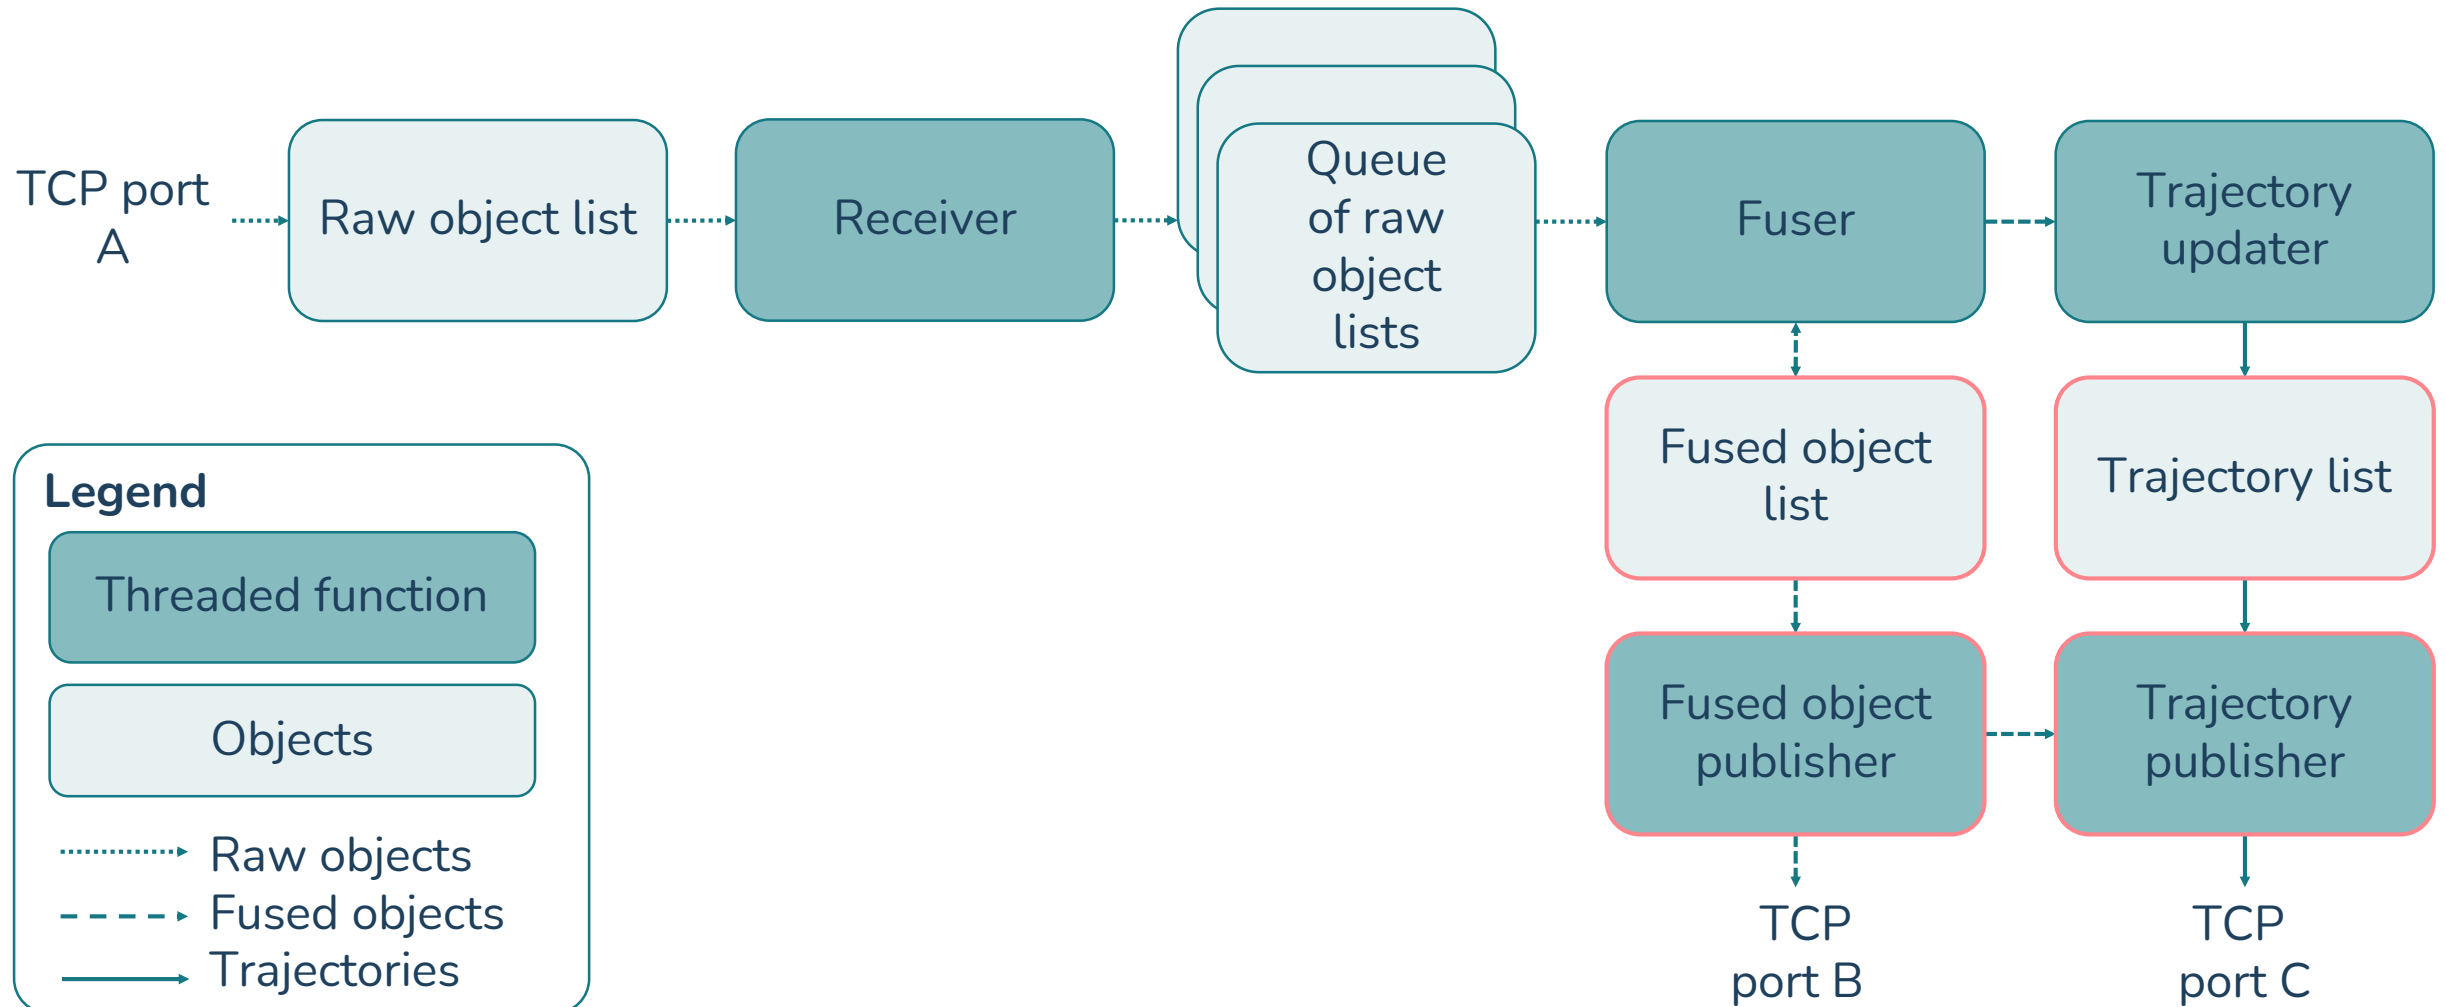 TCP port
A
Raw object list
Receiver
Queue
of raw
object
lists
Fuser
Trajectory
updater
Fused object
list
Trajectory list
Fused object
publisher
Trajectory
publisher
TCP
port B
TCP
port C
Legend
Threaded function
Objects
Raw objects
Fused objects
Trajectories